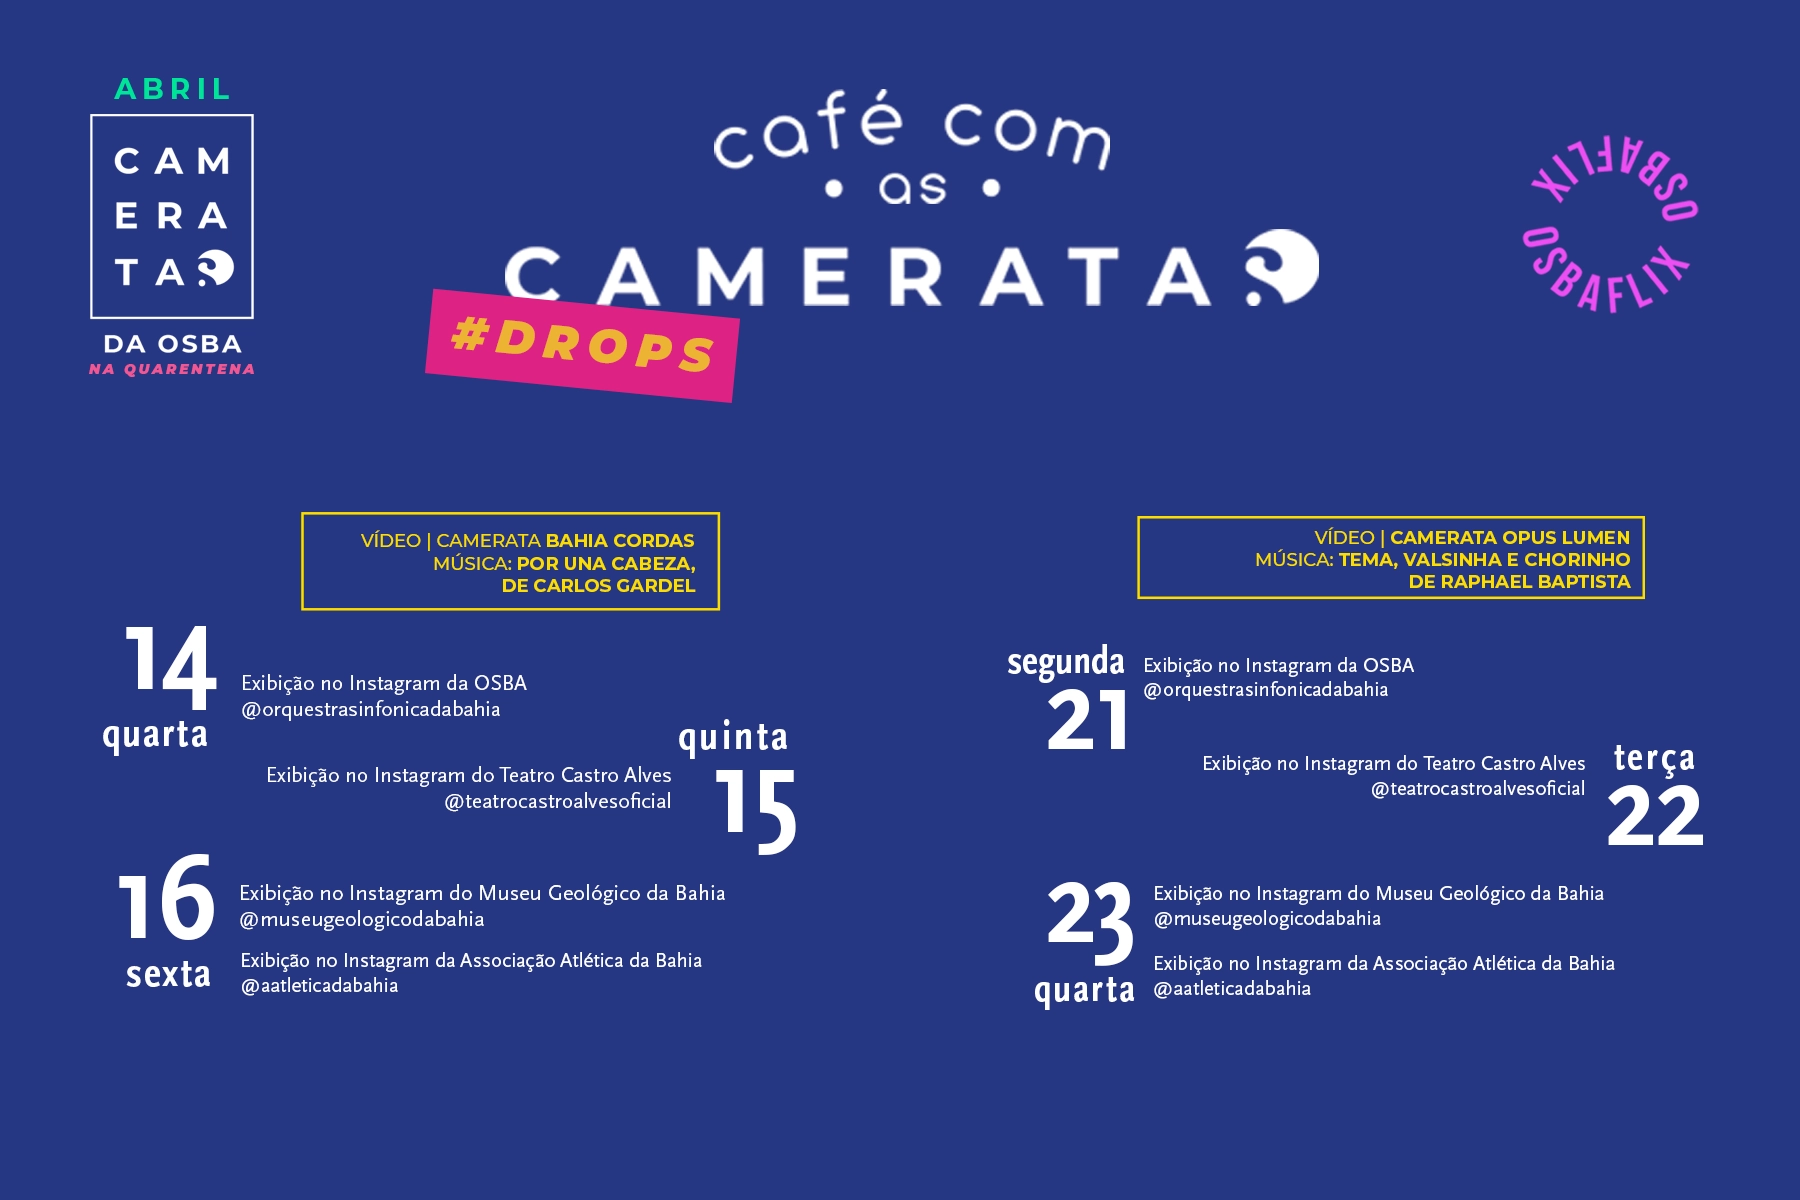 ABRIL
CAM
ERA
TAS
DA OSBA
NA QUARENTENA
café com
• as •
CAMERATAS
#DROPS
OSBAFLIX OSBAFLIX
VÍDEO | CAMERATA BAHIA CORDAS
MÚSICA: POR UNA CABEZA,
DE CARLOS GARDEL
14
quarta
Exibição no Instagram da OSBA
@orquestrasinfonicadabahia
quinta
15
Exibição no Instagram do Teatro Castro Alves
@teatrocastroalvesoficial
16
sexta
Exibição no Instagram do Museu Geológico da Bahia
@museugeologicodabahia
Exibição no Instagram da Associação Atlética da Bahia
@aatleticadabahia
VÍDEO | CAMERATA OPUS LUMEN
MÚSICA: TEMA, VALSINHA E CHORINHO
DE RAPHAEL BAPTISTA
segunda
21
Exibição no Instagram da OSBA
@orquestrasinfonicadabahia
terça
22
Exibição no Instagram do Teatro Castro Alves
@teatrocastroalvesoficial
23
quarta
Exibição no Instagram do Museu Geológico da Bahia
@museugeologicodabahia
Exibição no Instagram da Associação Atlética da Bahia
@aatleticadabahia